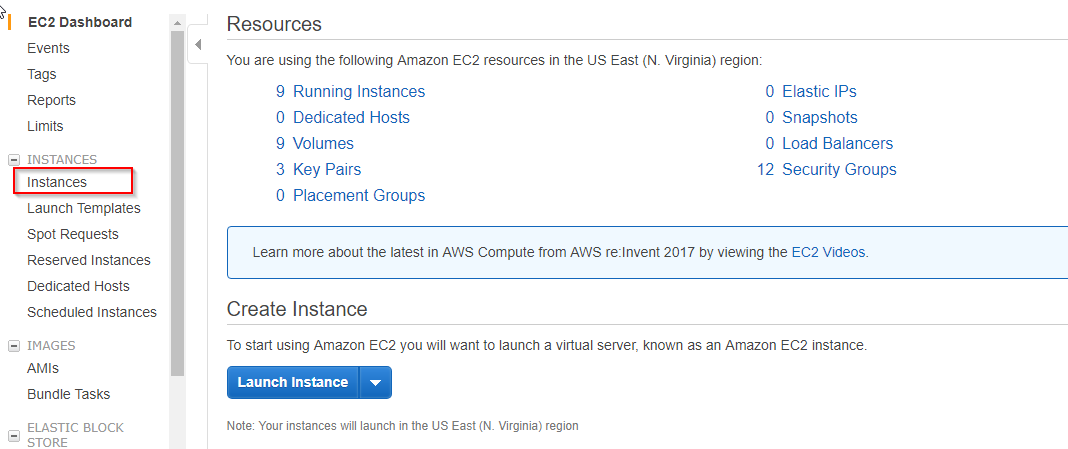 EC2 Dashboard
Events
Tags
Reports
Limits
INSTANCES
Instances
Launch Templates
Spot Requests
Reserved Instances
Dedicated Hosts
Scheduled Instances
IMAGES
AMIs
Bundle Tasks
ELASTIC BLOCK
STORE
Resources
You are using the following Amazon EC2 resources in the US East (N. Virginia) region:
9 Running Instances
0 Dedicated Hosts
9 Volumes
3 Key Pairs
0 Placement Groups
0 Elastic IPs
0 Snapshots
0 Load Balancers
12 Security Groups
Learn more about the latest in AWS Compute from AWS re:Invent 2017 by viewing the EC2 Videos.
Create Instance
To start using Amazon EC2 you will want to launch a virtual server, known as an Amazon EC2 instance.
Launch Instance
Note: Your instances will launch in the US East (N. Virginia) region